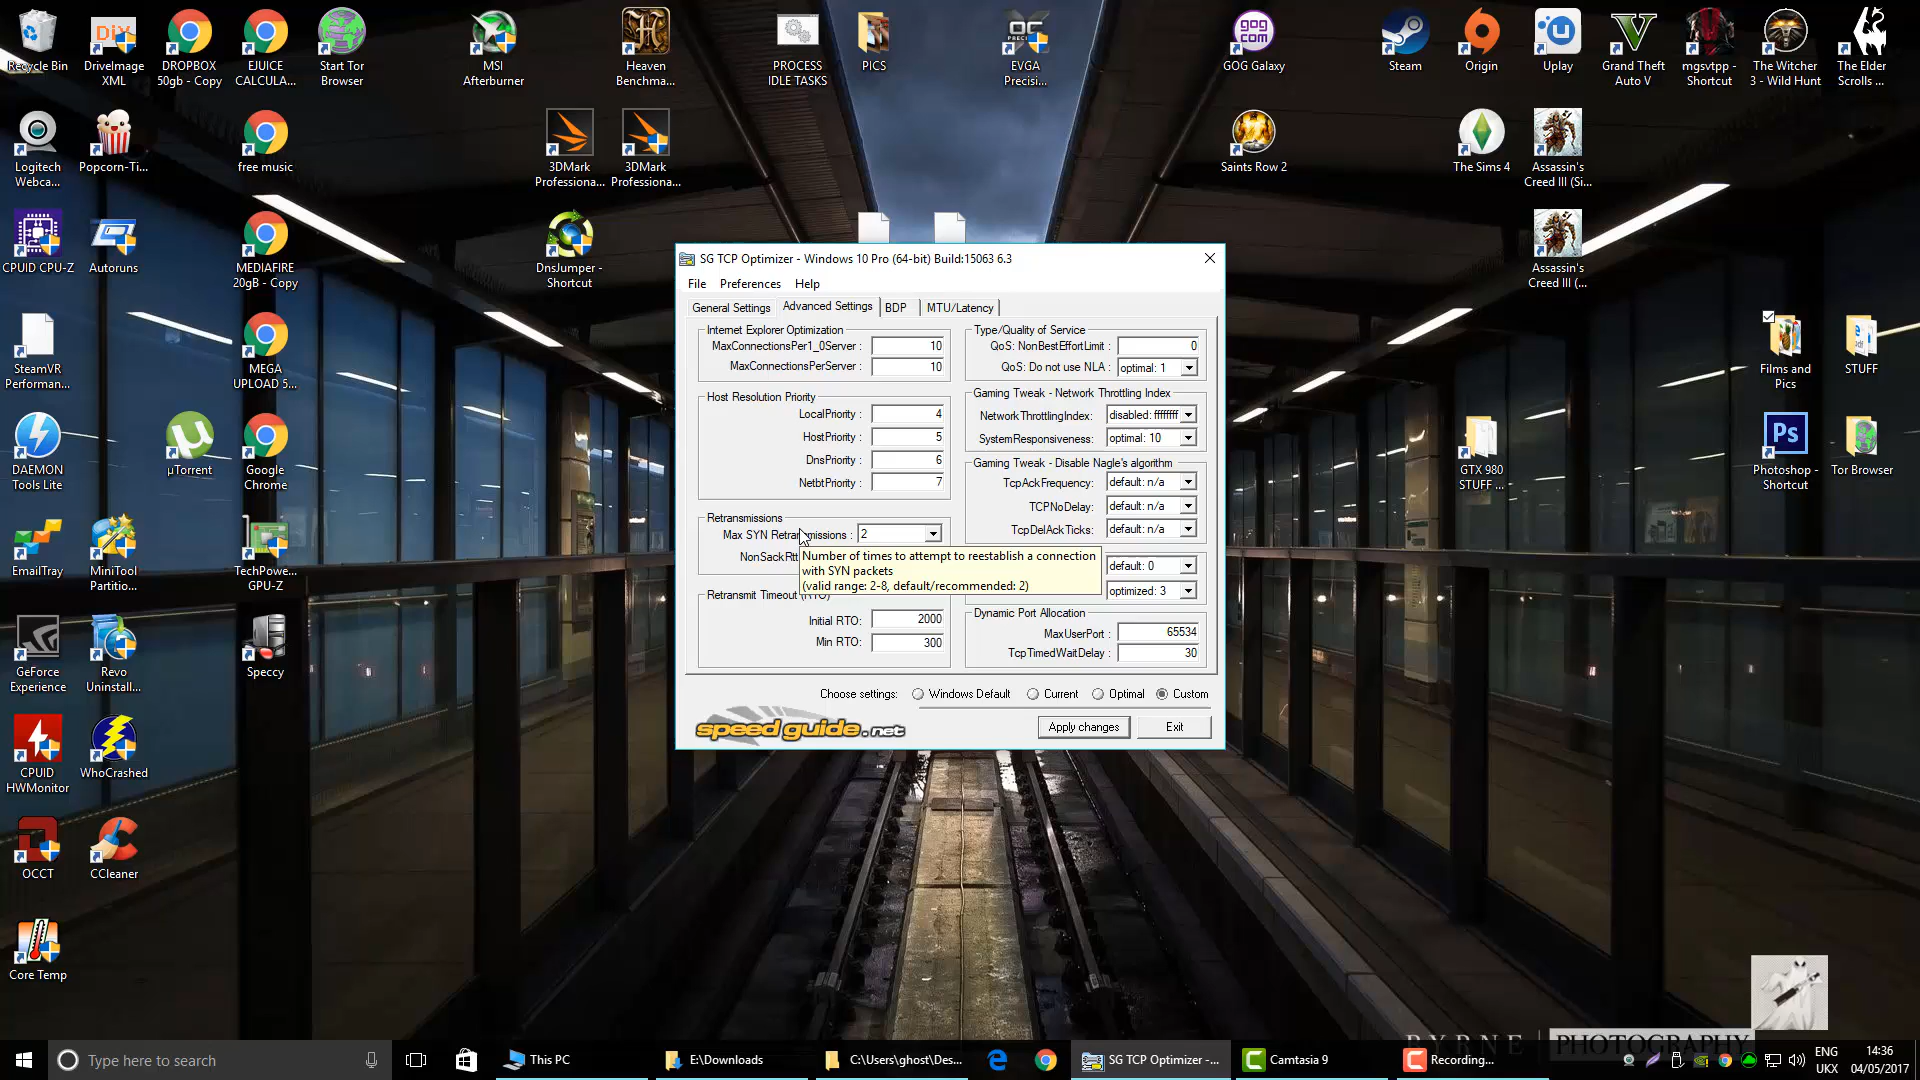 Recycle Bin
DriveImage XML
DROPBOX 50gb - Copy
EJUICE CALCULA...
Start Tor Browser
MSI Afterburner
Heaven Benchma...
PROCESS IDLE TASKS
PICS
EVGA Precisi...
GOG Galaxy
Steam
Origin
Uplay
Grand Theft Auto V
mgsvtpp - Shortcut
The Witcher 3 - Wild Hunt
The Elder Scrolls ...
Logitech Webca...
Popcorn-Ti...
free music
3DMark Professiona...
3DMark Professiona...
Saints Row 2
The Sims 4
Assassin's Creed III (Si...
CPUID CPU-Z
Autoruns
MEDIAFIRE 20gB - Copy
DnsJumper - Shortcut
Assassin's Creed III (...
SteamVR Performan...
MEGA UPLOAD 5...
Films and Pics
STUFF
DAEMON Tools Lite
µTorrent
Google Chrome
GTX 980 STUFF ...
Photoshop - Shortcut
Tor Browser
EmailTray
MiniTool Partitio...
TechPowe... GPU-Z
GeForce Experience
Revo Uninstall...
Speccy
CPUID HWMonitor
WhoCrashed
OCCT
CCleaner
Core Temp
SG TCP Optimizer - Windows 10 Pro (64-bit) Build:15063 6.3
File Preferences Help
General Settings Advanced Settings BDP MTU/Latency
Internet Explorer Optimization
MaxConnectionsPer1_0Server : 10
MaxConnectionsPerServer : 10
Host Resolution Priority
LocalPriority : 4
HostPriority : 5
DnsPriority : 6
NetbtPriority : 7
Retransmissions
Max SYN Retransmissions : 2
NonSackRtt
Number of times to attempt to reestablish a connection
with SYN packets
(valid range: 2-8, default/recommended: 2)
Retransmit Timeout (RTO)
Initial RTO: 2000
Min RTO: 300
Type/Quality of Service
QoS: NonBestEffortLimit : 0
QoS: Do not use NLA : optimal: 1
Gaming Tweak - Network Throttling Index
NetworkThrottlingIndex: disabled: ffffffff
SystemResponsiveness: optimal: 10
Gaming Tweak - Disable Nagle's algorithm
TcpAckFrequency: default: n/a
TCPNoDelay: default: n/a
TcpDelAckTicks: default: n/a
default: 0
optimized: 3
Dynamic Port Allocation
MaxUserPort : 65534
TcpTimedWaitDelay : 30
Choose settings: Windows Default Current Optimal Custom
speedguide.net
Apply changes Exit
BYRNE | PHOTOGRAPHY
Type here to search
This PC
E:\Downloads
C:\Users\ghost\Des...
SG TCP Optimizer -...
Camtasia 9
Recording...
ENG
UKX
14:36
04/05/2017